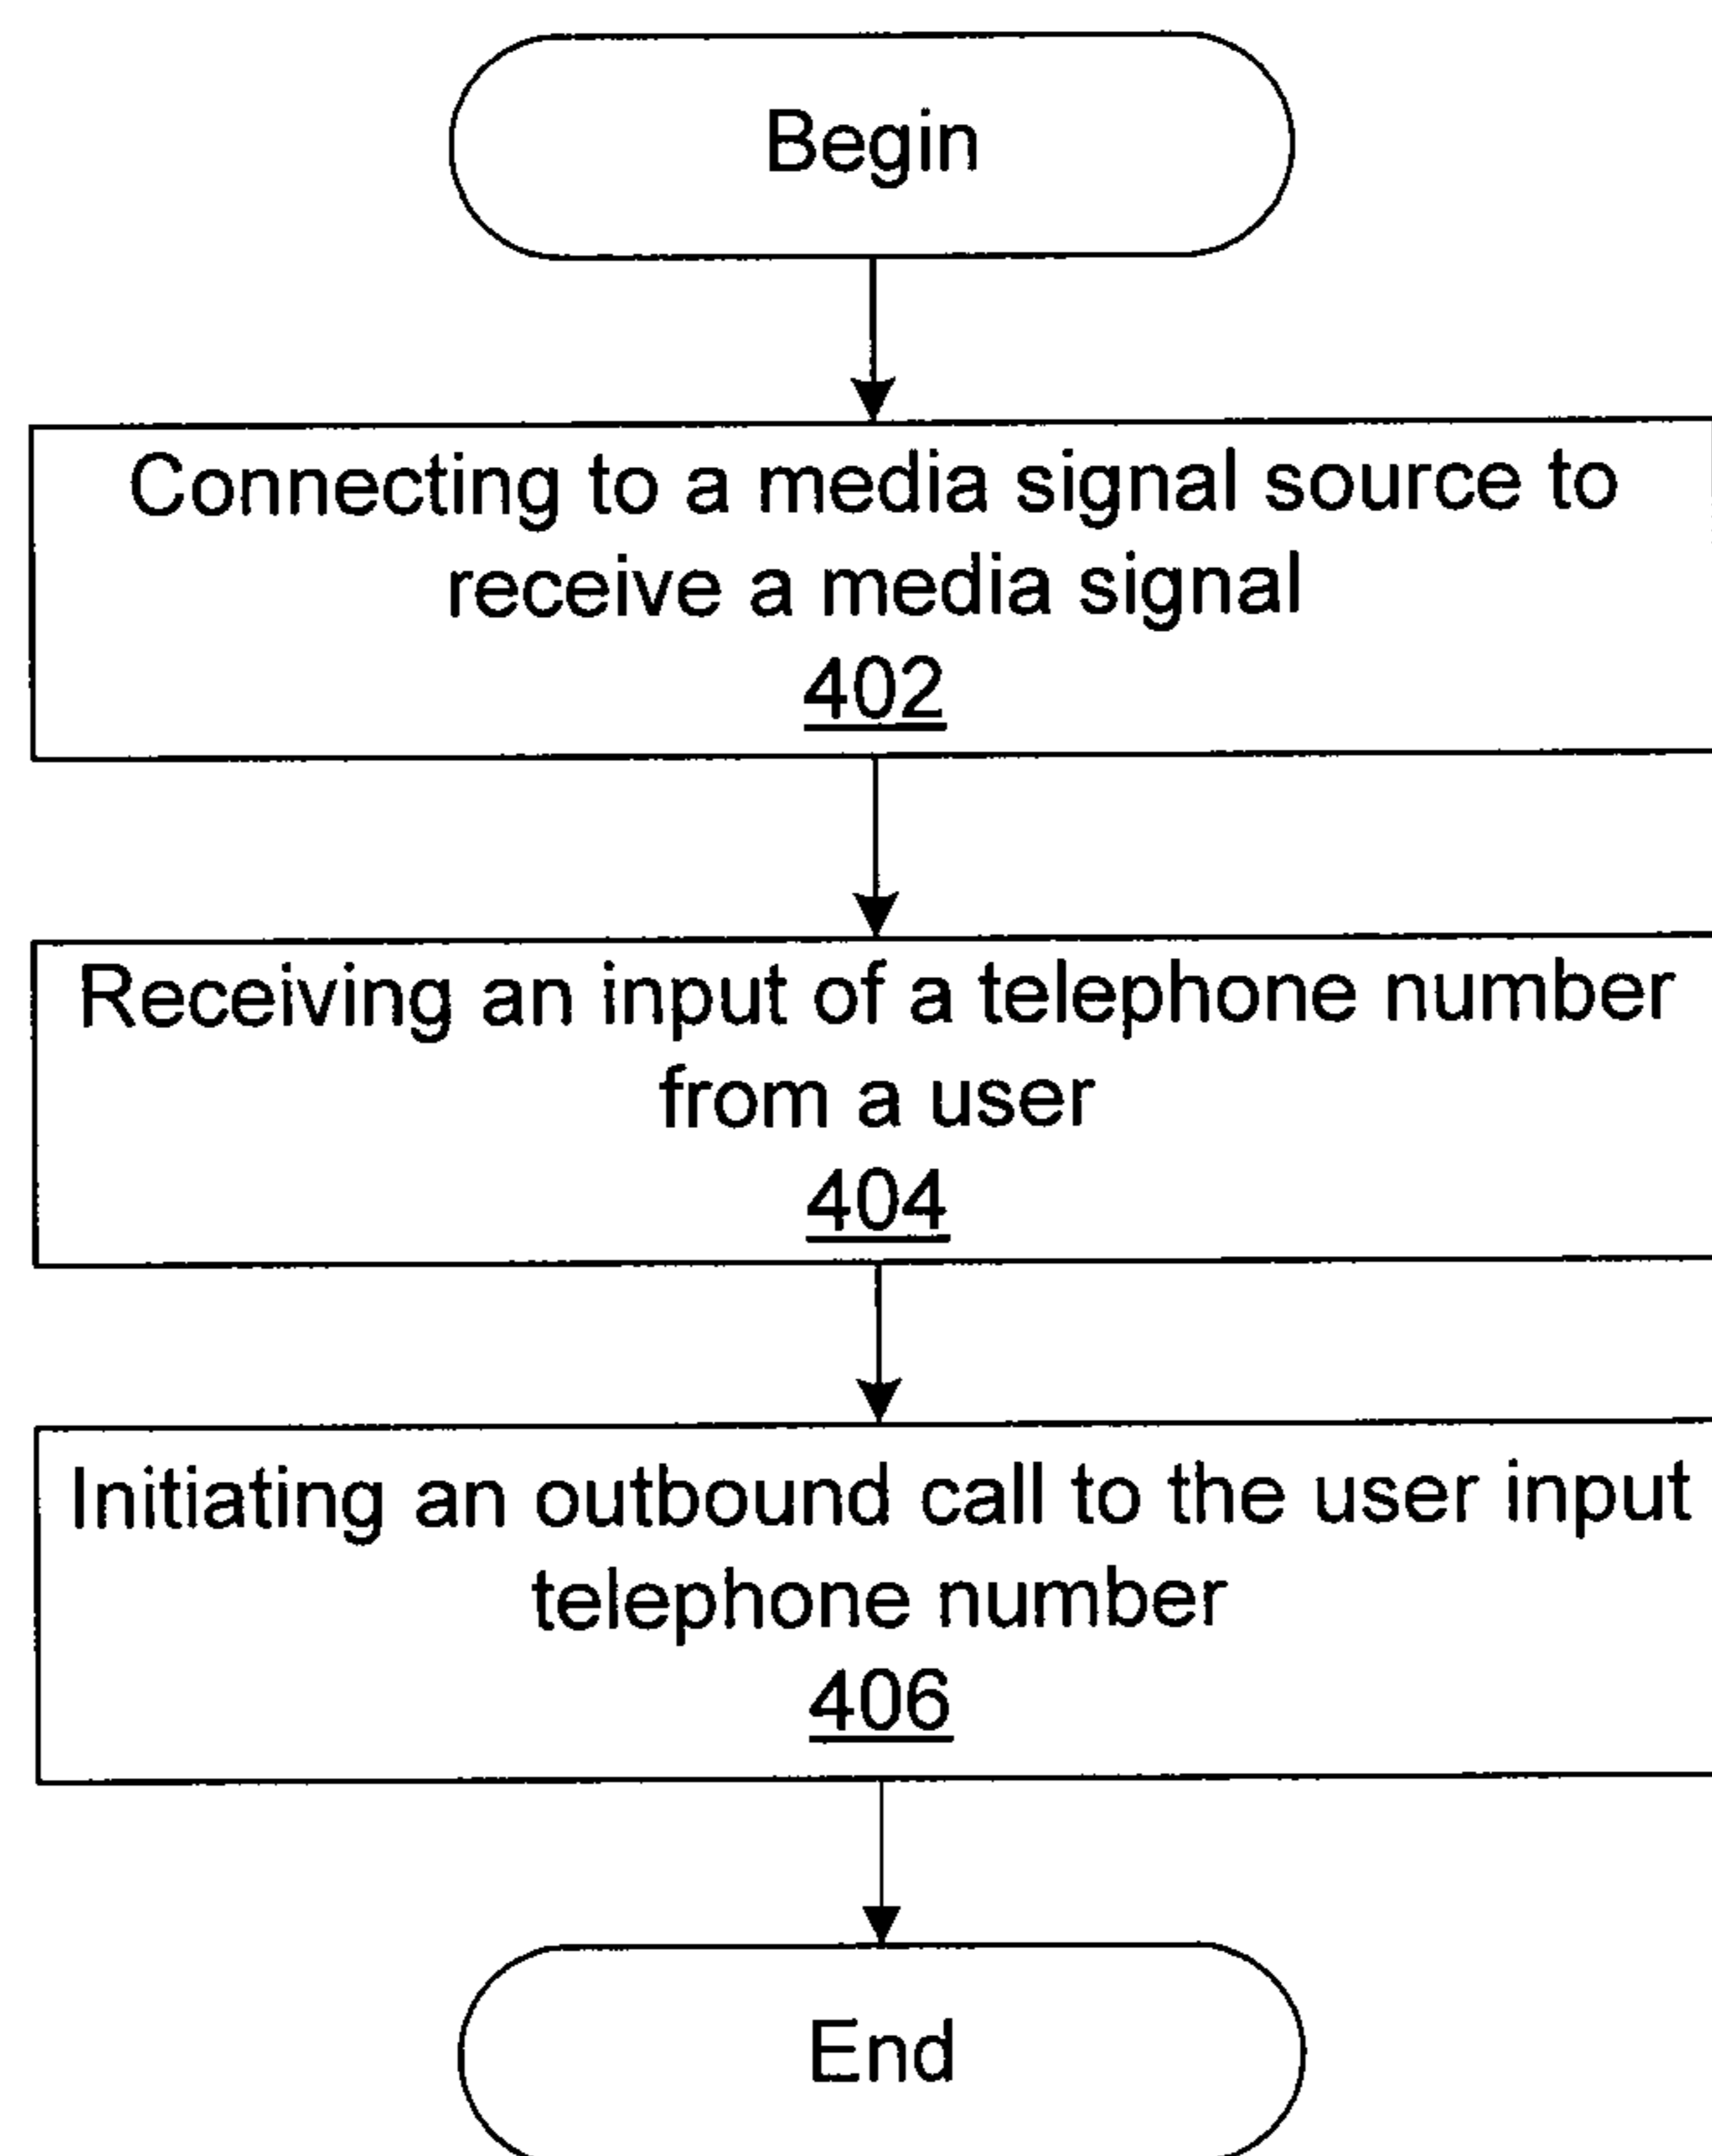 Begin
Connecting to a media signal source to
receive a media signal
402
Receiving an input of a telephone number
from a user
404
Initiating an outbound call to the user input
telephone number
406
End